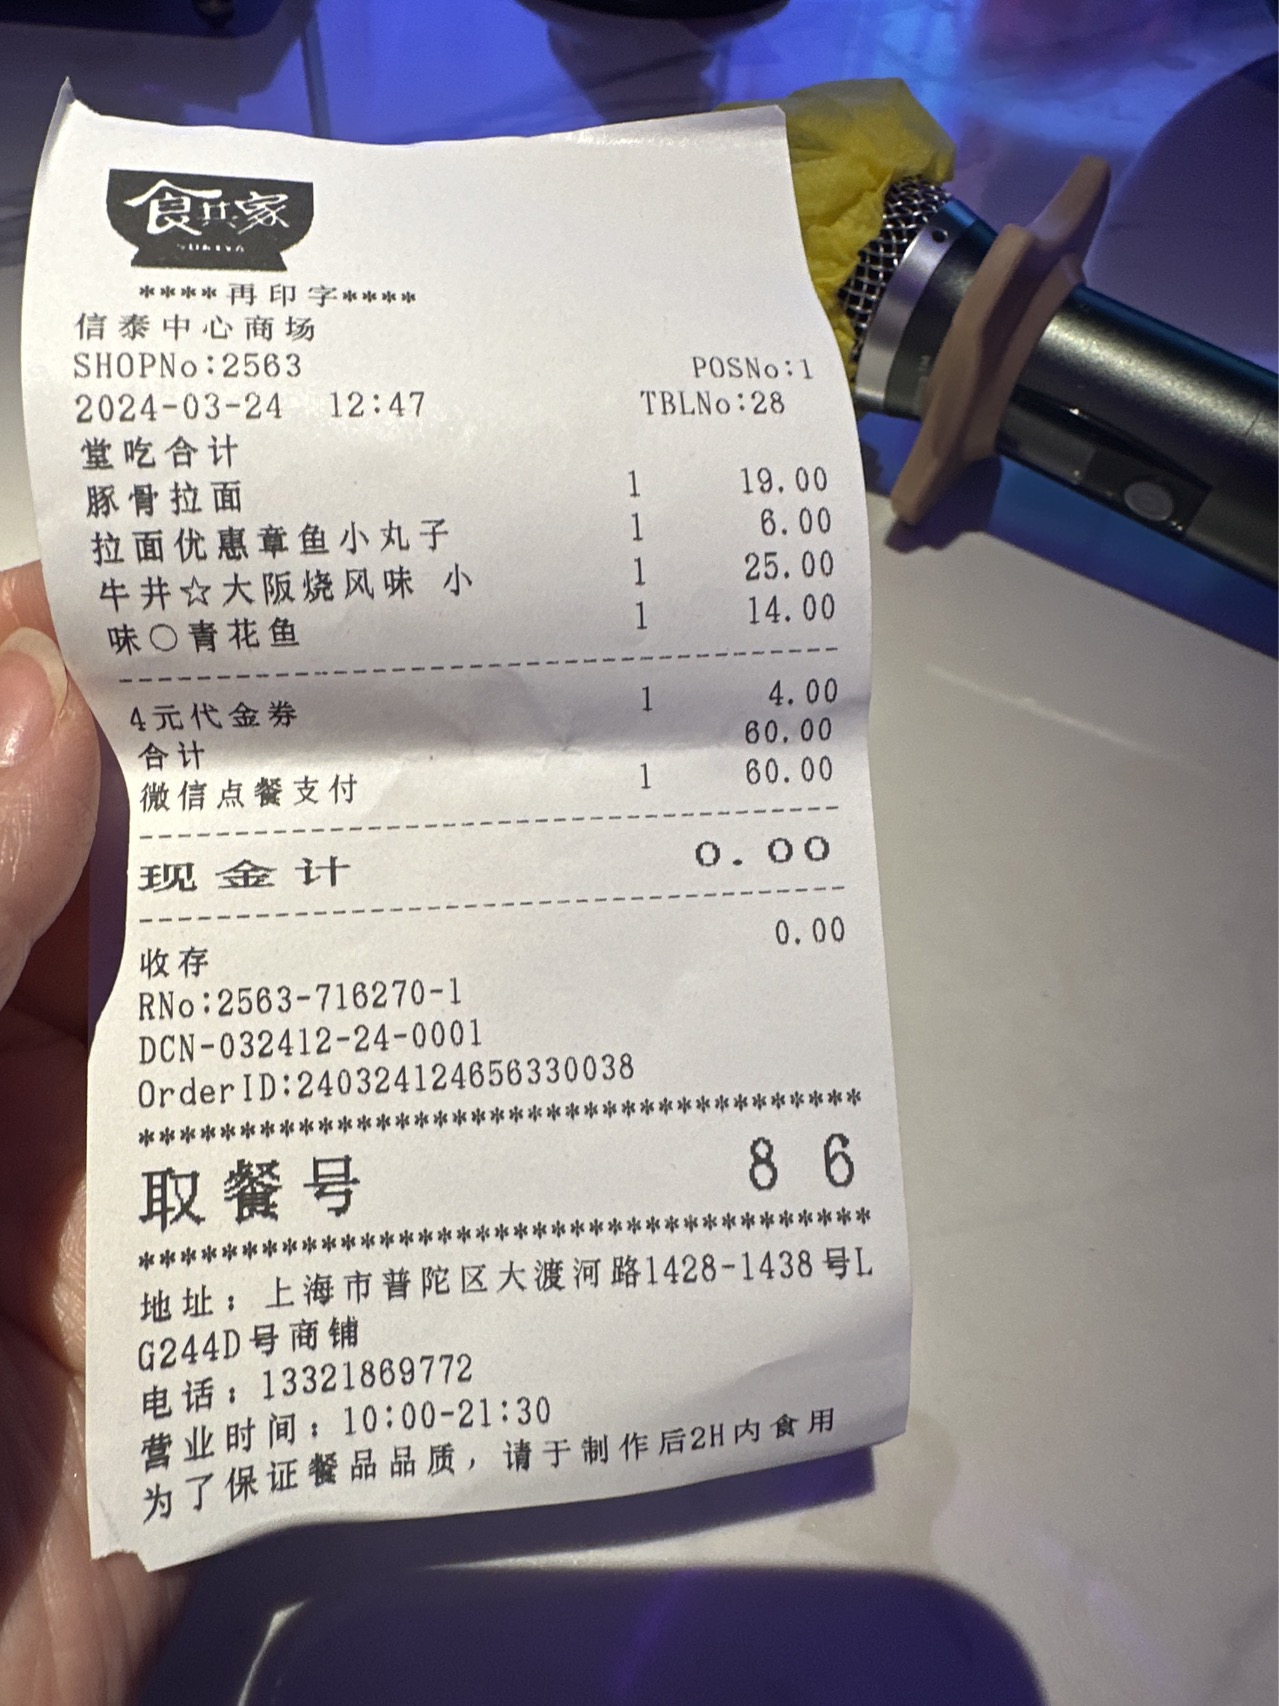 食其家
****再印字****
信泰中心商场
SHOPNo:2563 POSNo:1
2024-03-24 12:47 TBLNo:28
堂吃合计
豚骨拉面 1 19.00
拉面优惠章鱼小丸子 1 6.00
牛井☆大阪烧风味 小 1 25.00
味○青花鱼 1 14.00
4元代金券 1 4.00
合计 60.00
微信点餐支付 1 60.00
现金计 0.00
收存 0.00
RNo:2563-716270-1
DCN-032412-24-0001
OrderID:240324124656330038
********************************************
取餐号 86
********************************************
地址：上海市普陀区大渡河路1428-1438号L
G244D号商铺
电话：13321869772
营业时间：10:00-21:30
为了保证餐品品质，请于制作后2H内食用